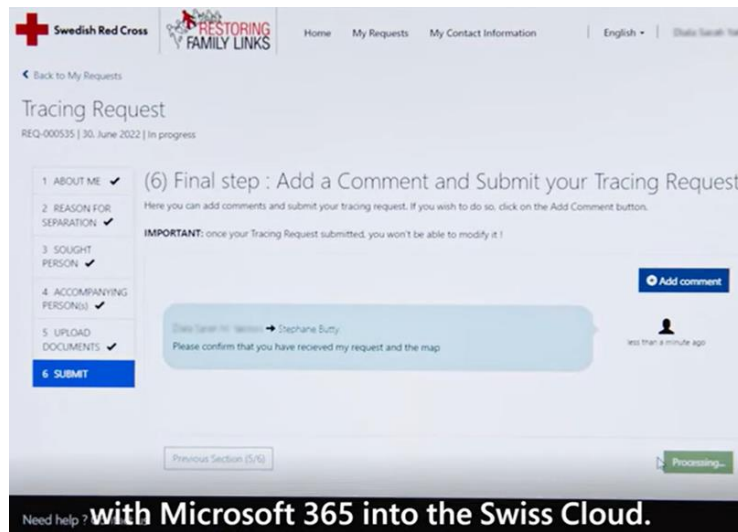 Swedish Red Cross
RESTORING
FAMILY LINKS
Home My Requests My Contact Information English
Back to My Requests
Tracing Request
REQ-000535 | 30. June 2022 | In progress
1 ABOUT ME
2 REASON FOR
SEPARATION
3 SOUGHT
PERSON
4 ACCOMPANYING
PERSON(s)
5 UPLOAD
DOCUMENTS
6 SUBMIT
(6) Final step : Add a Comment and Submit your Tracing Request
Here you can add comments and submit your tracing request. If you wish to do so, click on the Add Comment button.
IMPORTANT: once your Tracing Request submitted, you won't be able to modify it !
Add comment
Stephane Butty
Please confirm that you have recieved my request and the map
less than a minute ago
Previous Section (5/6)
Processing...
Need help ?
with Microsoft 365 into the Swiss Cloud.